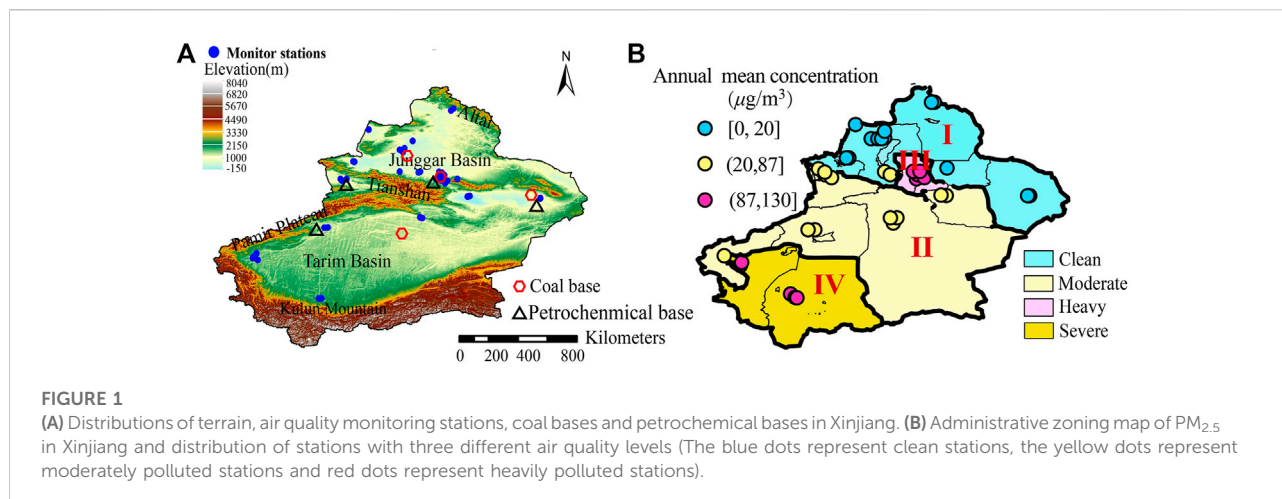 A
Monitor stations
Elevation(m)
8040
6820
5670
4490
3330
2150
1000
-150
N
Altai
Junggar Basin
Tianshan
Pamir Plateau
Tarim Basin
Kulun Mountain
Coal base
Petrochenmical base
Kilometers
0 200 400 800
B
Annual mean concentration
(μg/m³)
[0, 20]
(20,87]
(87,130]
I
III
II
IV
Clean
Moderate
Heavy
Severe
FIGURE 1
(A) Distributions of terrain, air quality monitoring stations, coal bases and petrochemical bases in Xinjiang. (B) Administrative zoning map of PM2.5
in Xinjiang and distribution of stations with three different air quality levels (The blue dots represent clean stations, the yellow dots represent
moderately polluted stations and red dots represent heavily polluted stations).